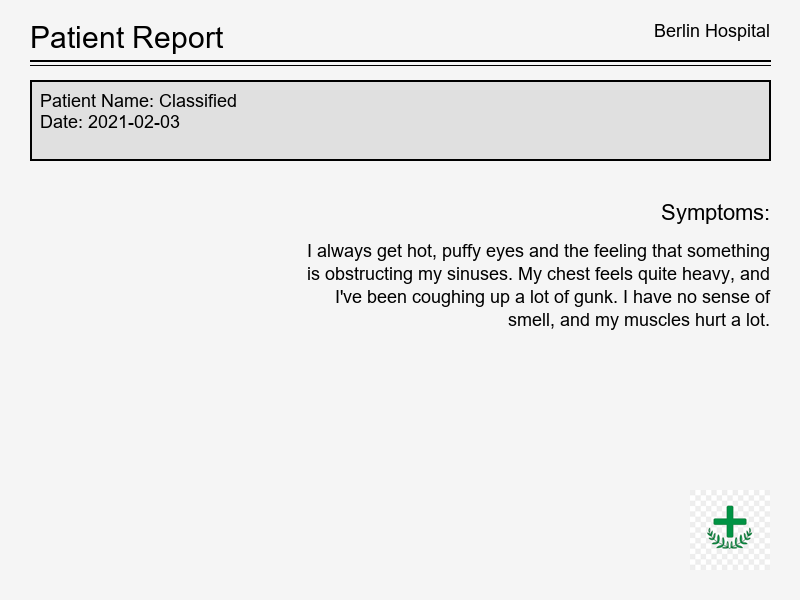 Patient Report
Berlin Hospital
Patient Name: Classified
Date: 2021-02-03
Symptoms:
I always get hot, puffy eyes and the feeling that something
is obstructing my sinuses. My chest feels quite heavy, and
I've been coughing up a lot of gunk. I have no sense of
smell, and my muscles hurt a lot.